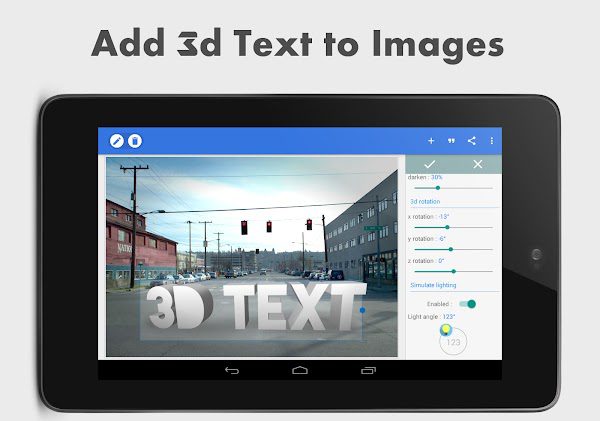 Add 3d Text to Images
darken : 30%
3d rotation
x rotation : -13°
y rotation : -6°
z rotation : 0°
Simulate lighting
Enabled :
Light angle : 123°
123
3D TEXT